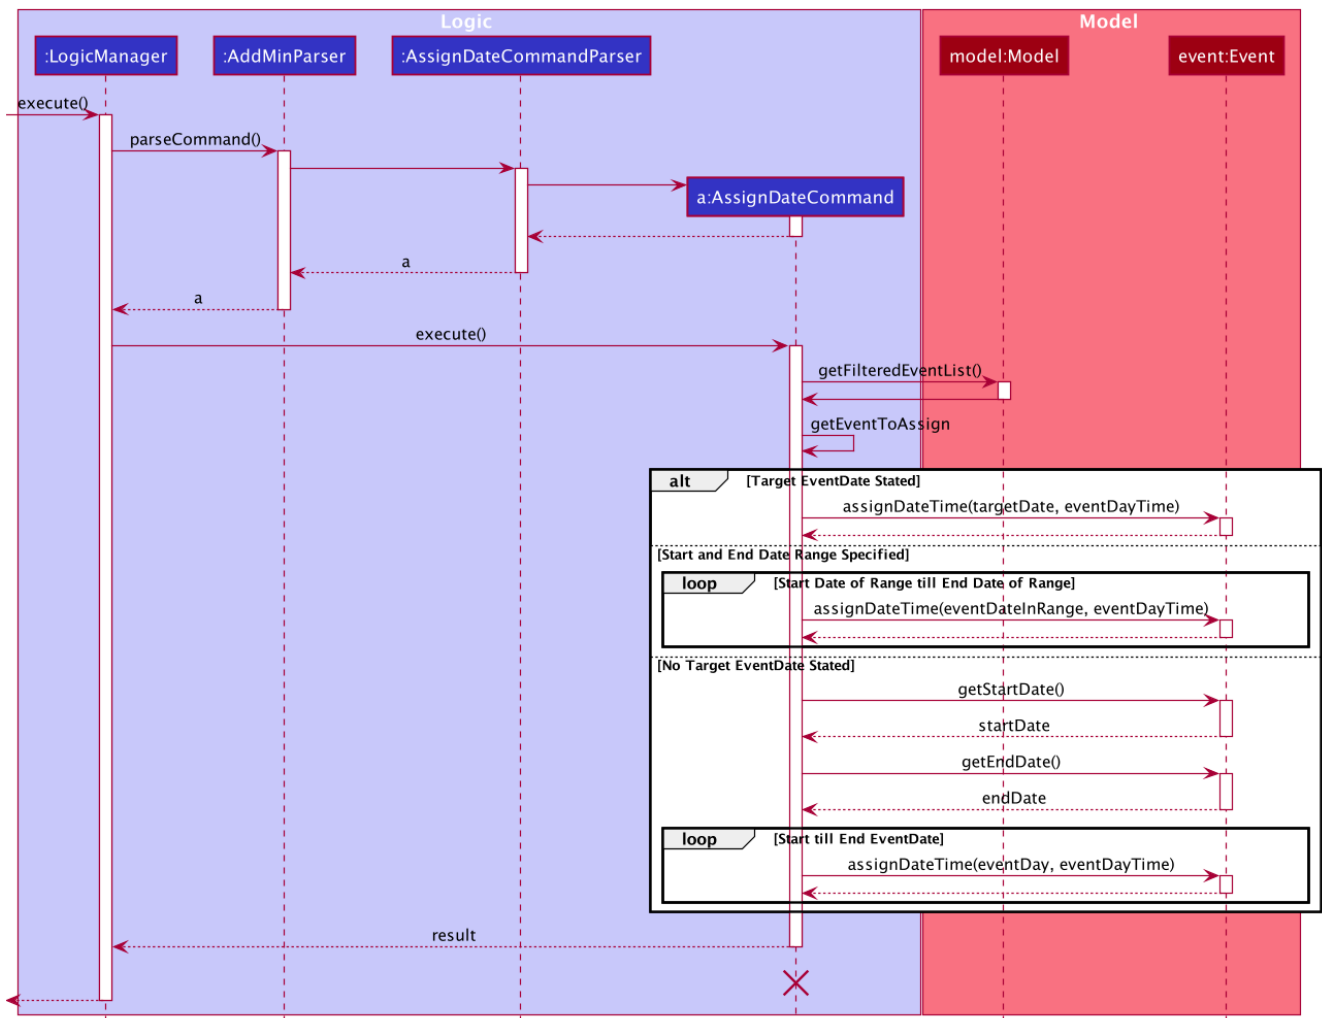 Logic
Model
:LogicManager
:AddMinParser
:AssignDateCommandParser
model:Model
event:Event
execute()
parseCommand()
a:AssignDateCommand
a
a
execute()
getFilteredEventList()
getEventToAssign
alt
[Target EventDate Stated]
assignDateTime(targetDate, eventDayTime)
[Start and End Date Range Specified]
loop
[Start Date of Range till End Date of Range]
assignDateTime(eventDateInRange, eventDayTime)
[No Target EventDate Stated]
getStartDate()
startDate
getEndDate()
endDate
loop
[Start till End EventDate]
assignDateTime(eventDay, eventDayTime)
result